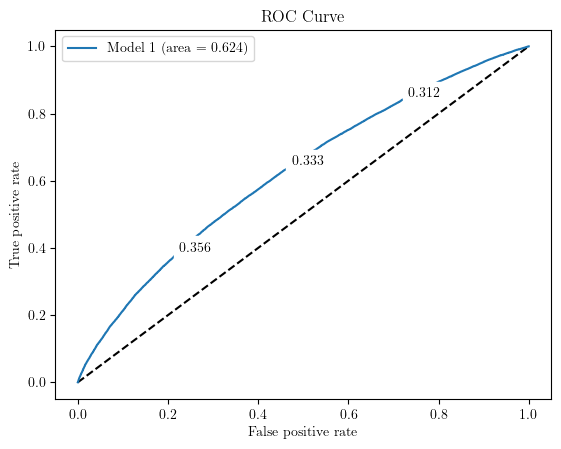 ROC Curve
Model 1 (area = 0.624)
1.0
0.8
0.6
0.4
0.2
0.0
True positive rate
0.312
0.333
0.356
0.0 0.2 0.4 0.6 0.8 1.0
False positive rate